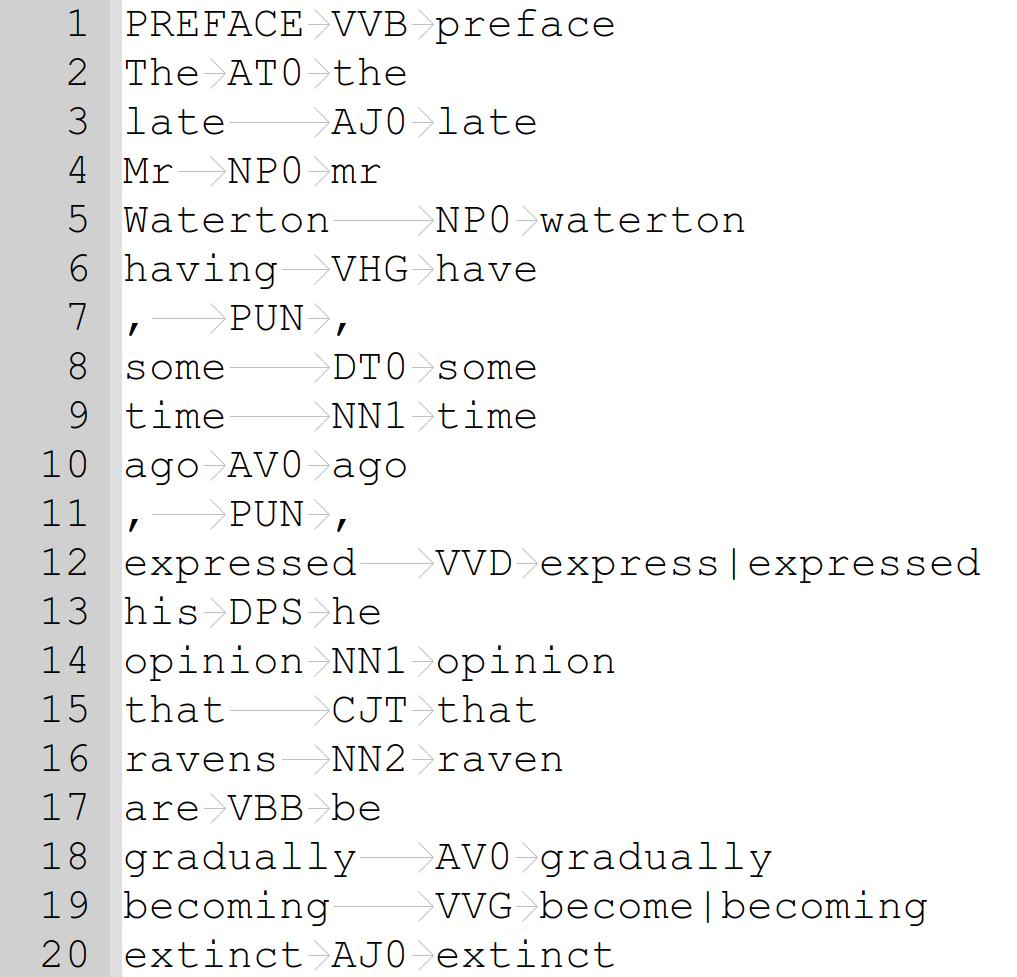 1 PREFACE→VVB→preface
2 The→AT0→the
3 late→AJ0→late
4 Mr→NP0→mr
5 Waterton→NP0→waterton
6 having→VHG→have
7 ,→PUN→,
8 some→DT0→some
9 time→NN1→time
10 ago→AV0→ago
11 ,→PUN→,
12 expressed→VVD→express|expressed
13 his→DPS→he
14 opinion→NN1→opinion
15 that→CJT→that
16 ravens→NN2→raven
17 are→VBB→be
18 gradually→AV0→gradually
19 becoming→VVG→become|becoming
20 extinct→AJ0→extinct